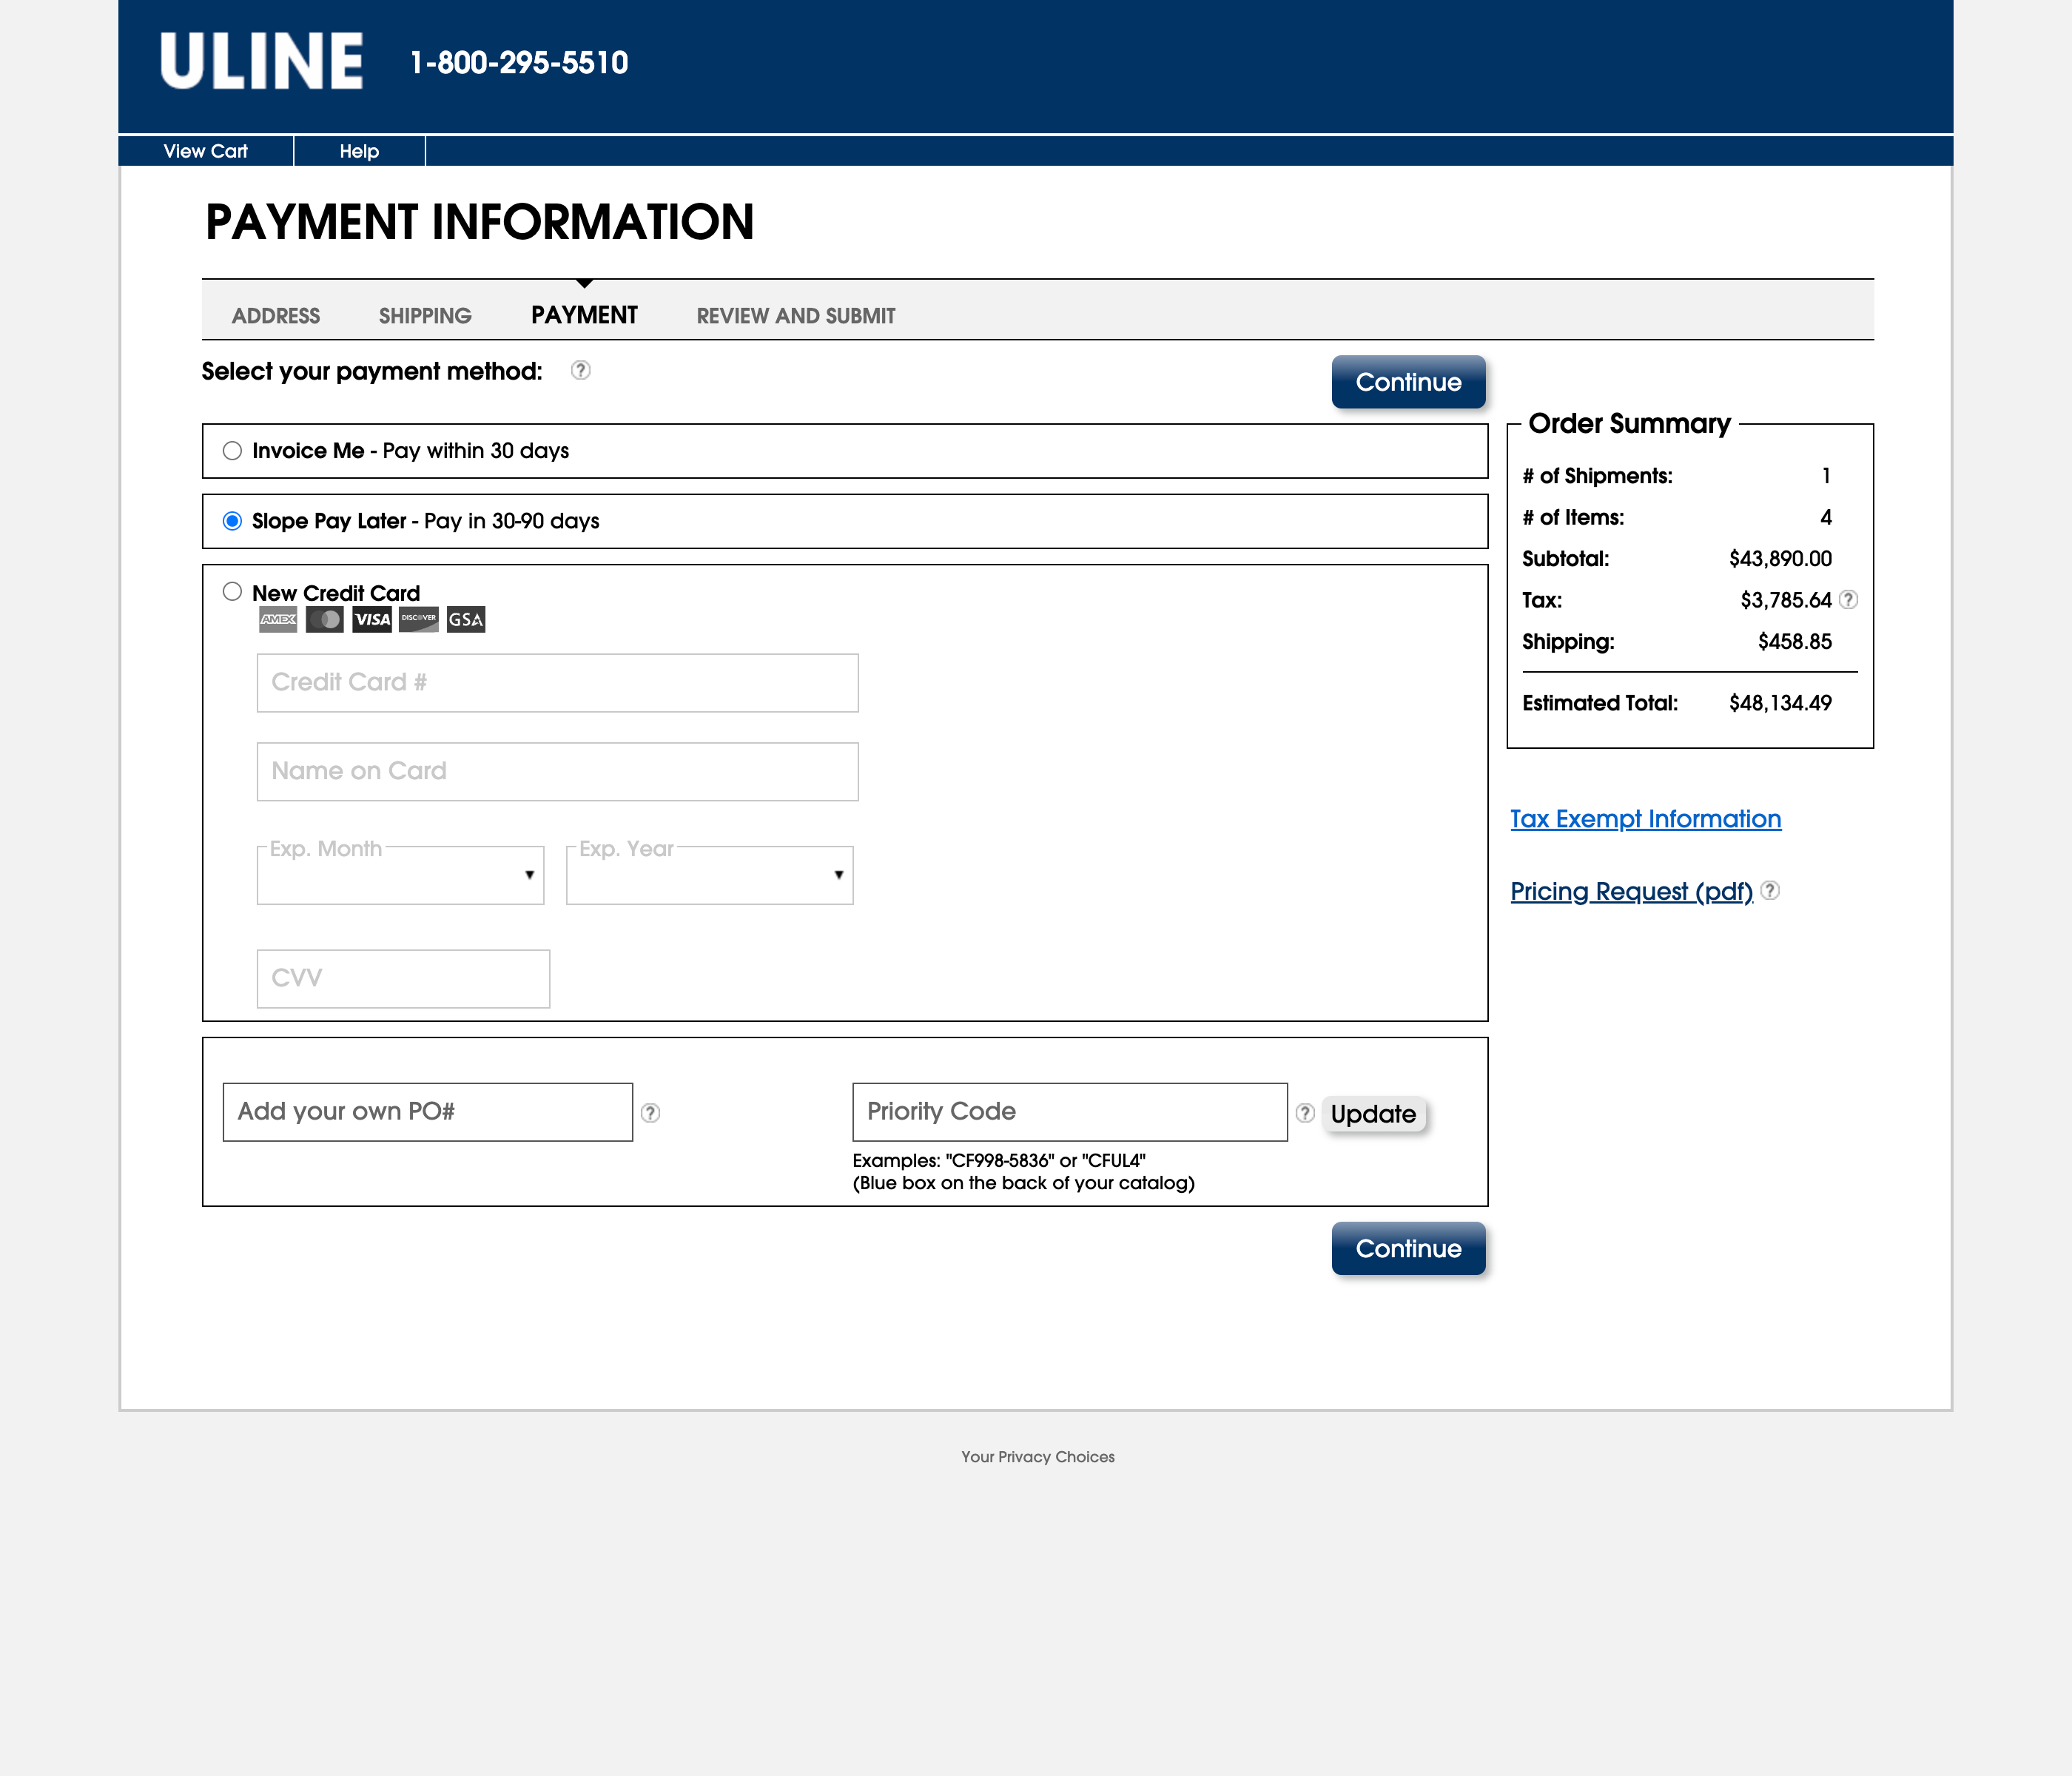 ULINE 1-800-295-5510
View Cart Help
PAYMENT INFORMATION
ADDRESS SHIPPING PAYMENT REVIEW AND SUBMIT
Select your payment method: ?
Continue
Invoice Me - Pay within 30 days
Slope Pay Later - Pay in 30-90 days
New Credit Card
AMEX VISA DISCOVER GSA
Credit Card #
Name on Card
Exp. Month Exp. Year
CVV
Add your own PO# ?
Priority Code ? Update
Examples: "CF998-5836" or "CFUL4"
(Blue box on the back of your catalog)
Continue
Order Summary
# of Shipments: 1
# of Items: 4
Subtotal: $43,890.00
Tax: $3,785.64 ?
Shipping: $458.85
Estimated Total: $48,134.49
Tax Exempt Information
Pricing Request (pdf) ?
Your Privacy Choices